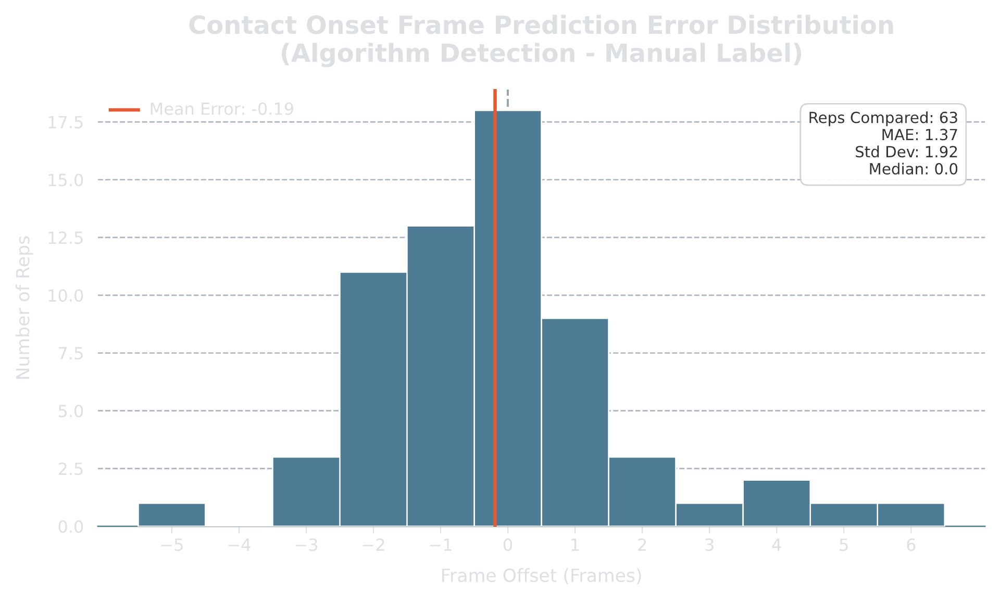 Contact Onset Frame Prediction Error Distribution
(Algorithm Detection - Manual Label)
Mean Error: -0.19
Reps Compared: 63
MAE: 1.37
Std Dev: 1.92
Median: 0.0
Number of Reps
17.5
15.0
12.5
10.0
7.5
5.0
2.5
0.0
−5 −4 −3 −2 −1 0 1 2 3 4 5 6
Frame Offset (Frames)